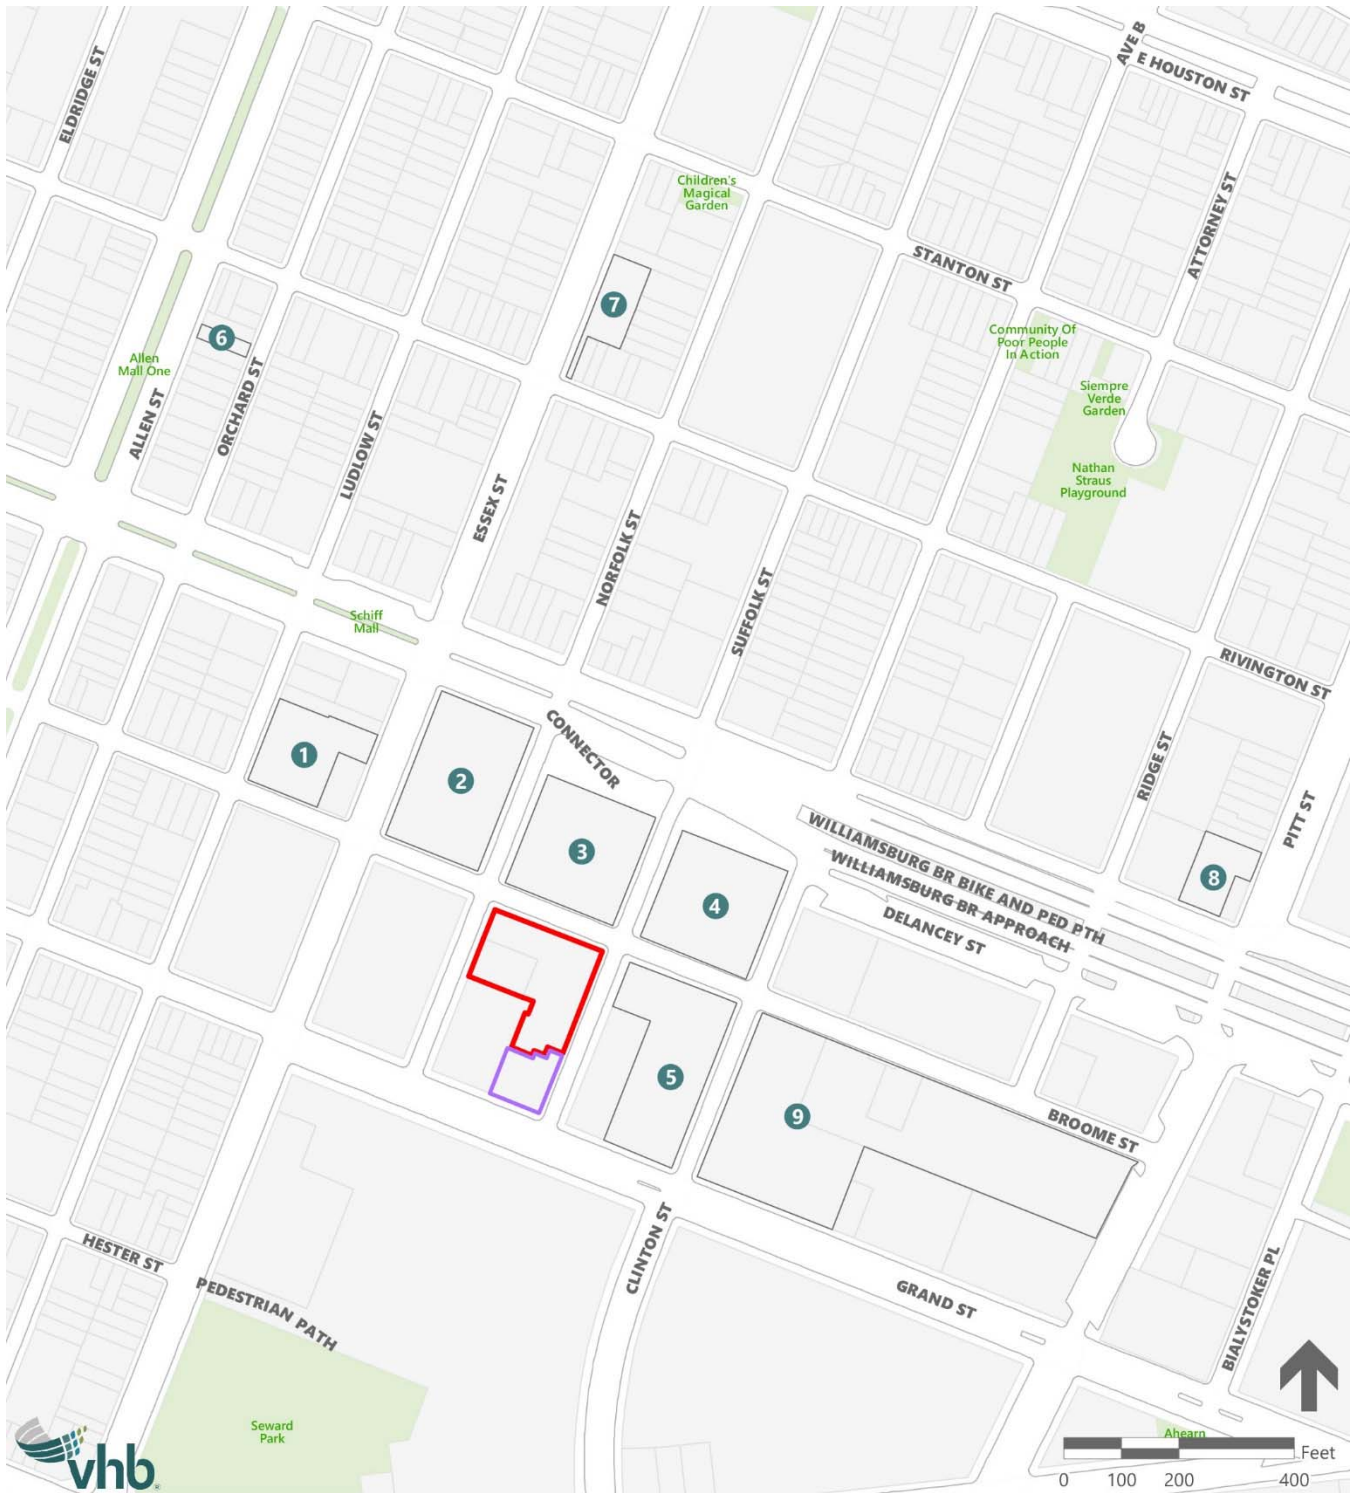 AVE B
E HOUSTON ST
ELDRIDGE ST
Children's
Magical
Garden
ATTORNEY ST
STANTON ST
7
Community Of
Poor People
In Action
6
Allen
Mall One
Siempre
Verde
Garden
ALLEN ST
ORCHARD ST
LUDLOW ST
Nathan
Straus
Playground
ESSEX ST
NORFOLK ST
SUFFOLK ST
Schiff
Mall
RIVINGTON ST
CONNECTOR
RIDGE ST
1
2
PITT ST
3
WILLIAMSBURG BR BIKE AND PED PTH
WILLIAMSBURG BR APPROACH
8
4
DELANCEY ST
5
9
BROOME ST
HESTER ST
CLINTON ST
PEDESTRIAN PATH
GRAND ST
BIALYSTOKER PL
Seward
Park
Ahearn
vhb®
Feet
0 100 200 400